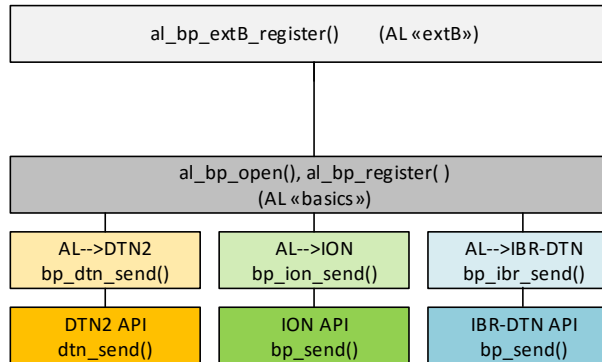 al_bp_extB_register() (AL «extB»)
al_bp_open(), al_bp_register( )
(AL «basics»)
AL-->DTN2
bp_dtn_send()
AL-->ION
bp_ion_send()
AL-->IBR-DTN
bp_ibr_send()
DTN2 API
dtn_send()
ION API
bp_send()
IBR-DTN API
bp_send()